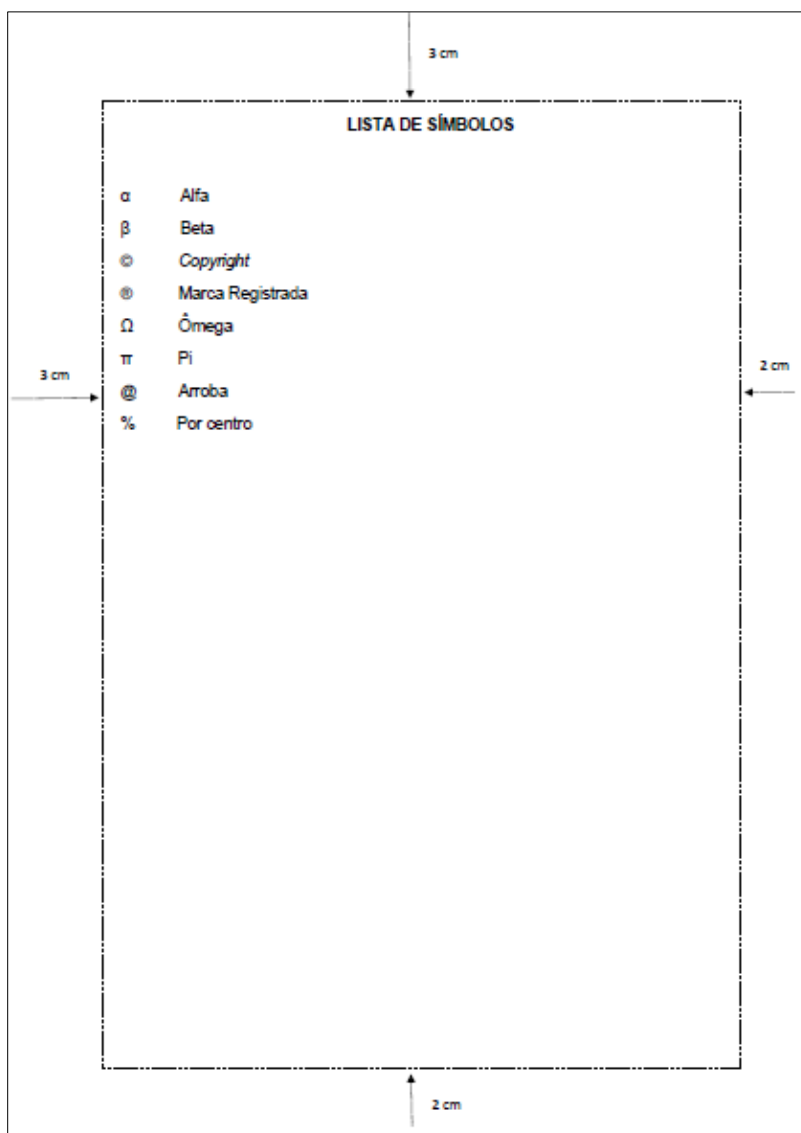 3 cm
LISTA DE SÍMBOLOS
α Alfa
β Beta
© Copyright
® Marca Registrada
Ω Ômega
π Pi
3 cm
2 cm
@ Arroba
% Por centro
2 cm